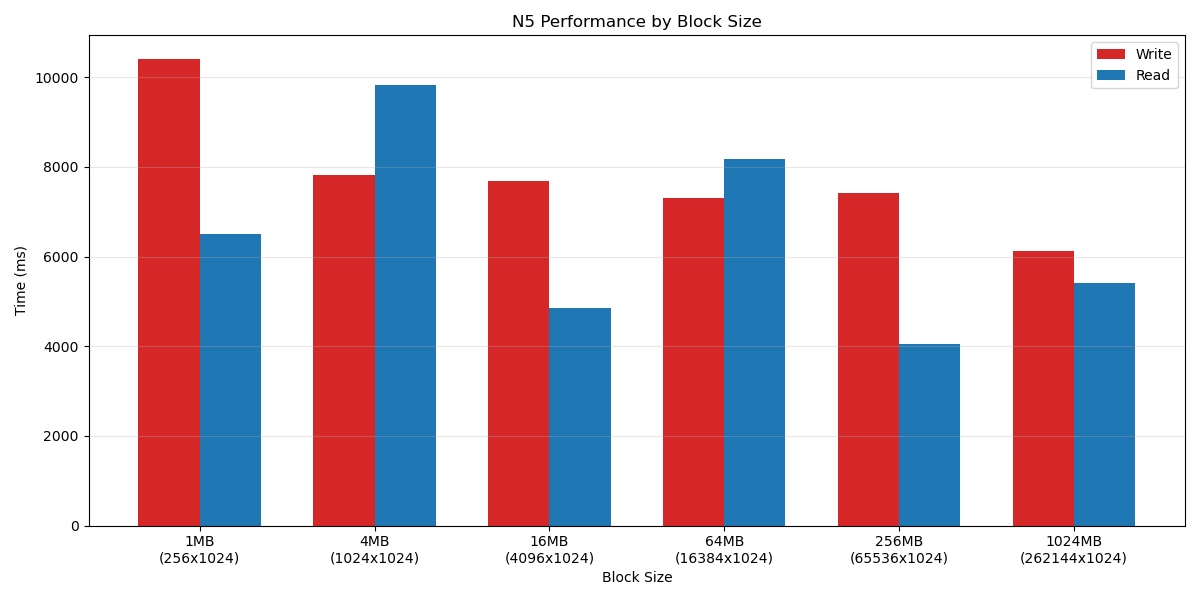 N5 Performance by Block Size
Write
Read
Time (ms)
10000
8000
6000
4000
2000
0
1MB
(256x1024)
4MB
(1024x1024)
16MB
(4096x1024)
64MB
(16384x1024)
256MB
(65536x1024)
1024MB
(262144x1024)
Block Size